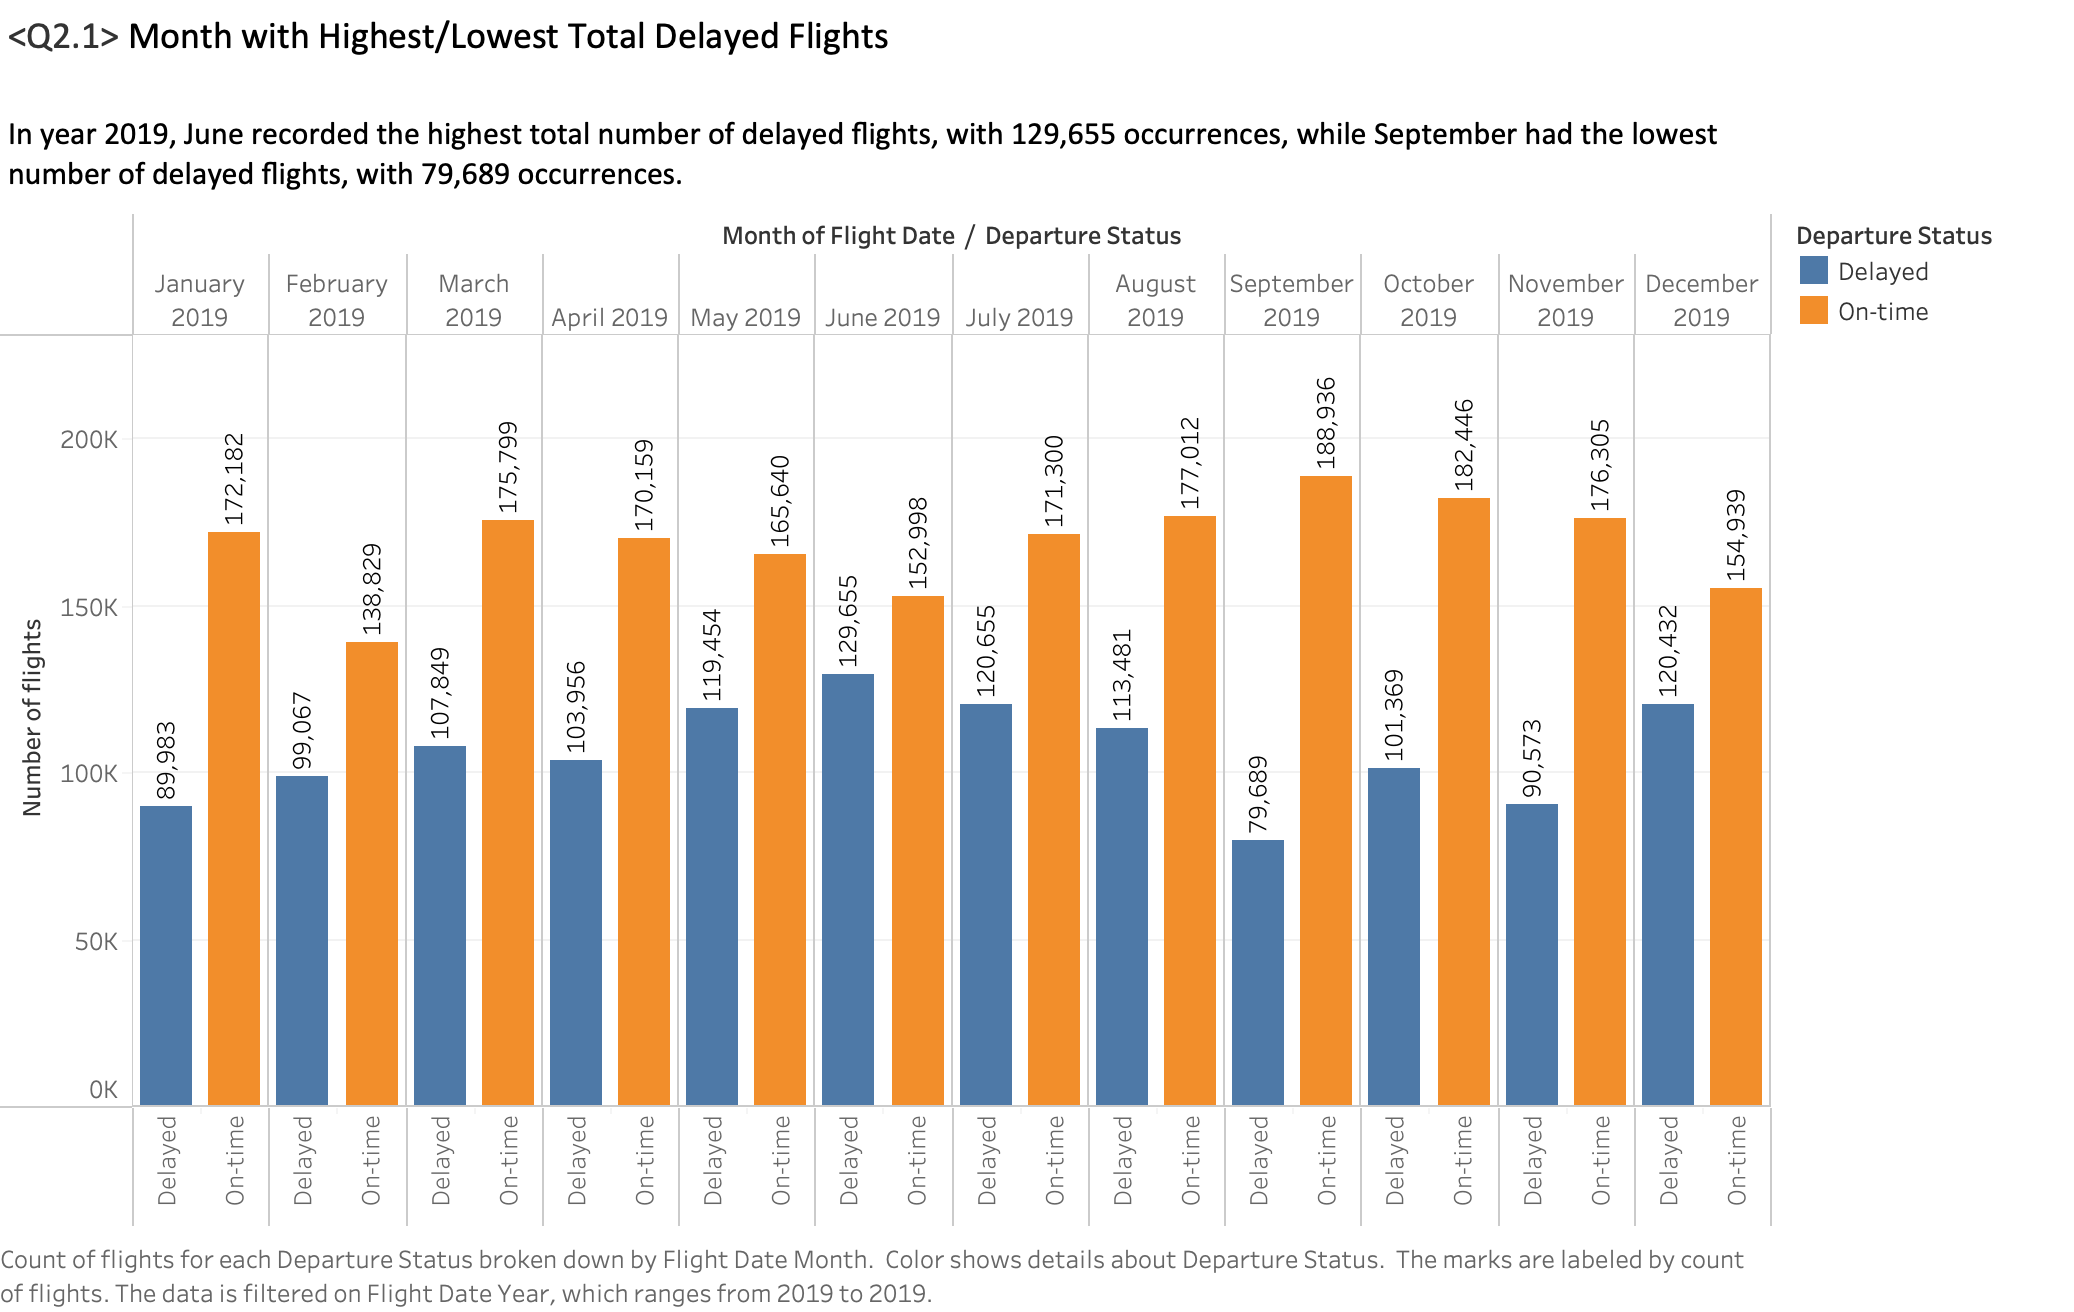 <Q2.1> Month with Highest/Lowest Total Delayed Flights
In year 2019, June recorded the highest total number of delayed flights, with 129,655 occurrences, while September had the lowest
number of delayed flights, with 79,689 occurrences.
Month of Flight Date / Departure Status
Departure Status
Delayed
On-time
January
2019
February
2019
March
2019
April 2019
May 2019
June 2019
July 2019
August
2019
September
2019
October
2019
November
2019
December
2019
Number of flights
200K
150K
100K
50K
0K
89,983
172,182
99,067
138,829
107,849
175,799
103,956
170,159
119,454
165,640
129,655
152,998
120,655
171,300
113,481
177,012
79,689
188,936
101,369
182,446
90,573
176,305
120,432
154,939
Delayed
On-time
Delayed
On-time
Delayed
On-time
Delayed
On-time
Delayed
On-time
Delayed
On-time
Delayed
On-time
Delayed
On-time
Delayed
On-time
Delayed
On-time
Delayed
On-time
Delayed
On-time
Count of flights for each Departure Status broken down by Flight Date Month.  Color shows details about Departure Status.  The marks are labeled by count
of flights. The data is filtered on Flight Date Year, which ranges from 2019 to 2019.